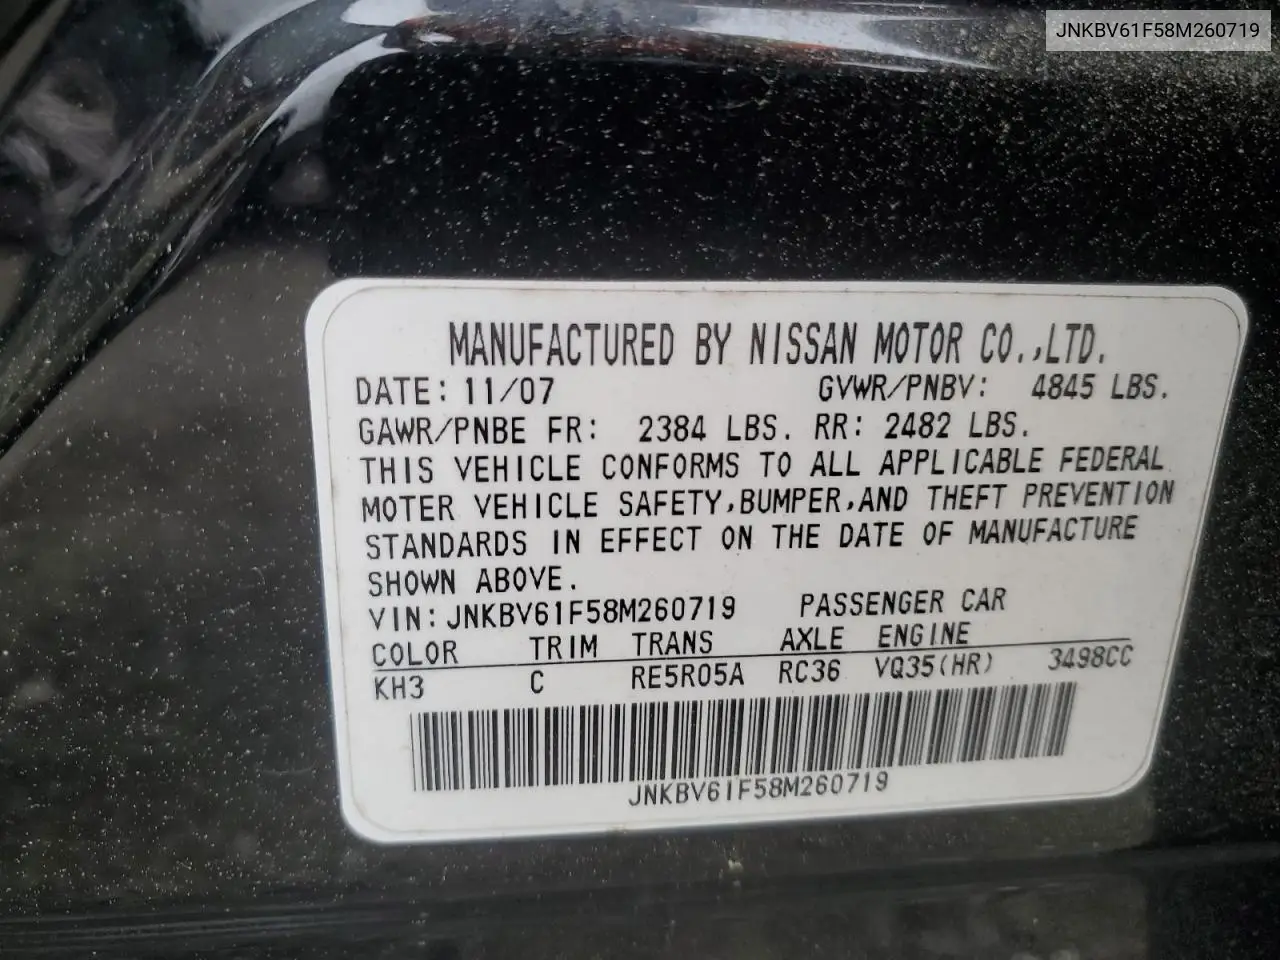 JNKBV61F58M260719
MANUFACTURED BY NISSAN MOTOR CO.,LTD.
DATE: 11/07 GVWR/PNBV: 4845 LBS.
GAWR/PNBE FR: 2384 LBS. RR: 2482 LBS.
THIS VEHICLE CONFORMS TO ALL APPLICABLE FEDERAL
MOTER VEHICLE SAFETY,BUMPER,AND THEFT PREVENTION
STANDARDS IN EFFECT ON THE DATE OF MANUFACTURE
SHOWN ABOVE.
VIN: JNKBV61F58M260719 PASSENGER CAR
COLOR TRIM TRANS AXLE ENGINE
KH3 C RE5R05A RC36 VQ35(HR) 3498CC
JNKBV61F58M260719